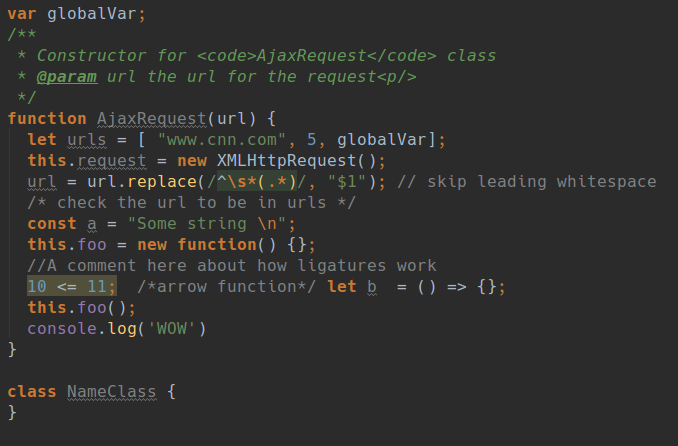 var globalVar;
/**
 * Constructor for <code>AjaxRequest</code> class
 * @param url the url for the request<p/>
 */
function AjaxRequest(url) {
  let urls = [ "www.cnn.com", 5, globalVar];
  this.request = new XMLHttpRequest();
  url = url.replace(/^\s*(.*)/, "$1"); // skip leading whitespace
  /* check the url to be in urls */
  const a = "Some string \n";
  this.foo = new function() {};
  //A comment here about how ligatures work
  10 <= 11;  /*arrow function*/ let b  = () => {};
  this.foo();
  console.log('WOW')
}

class NameClass {
}